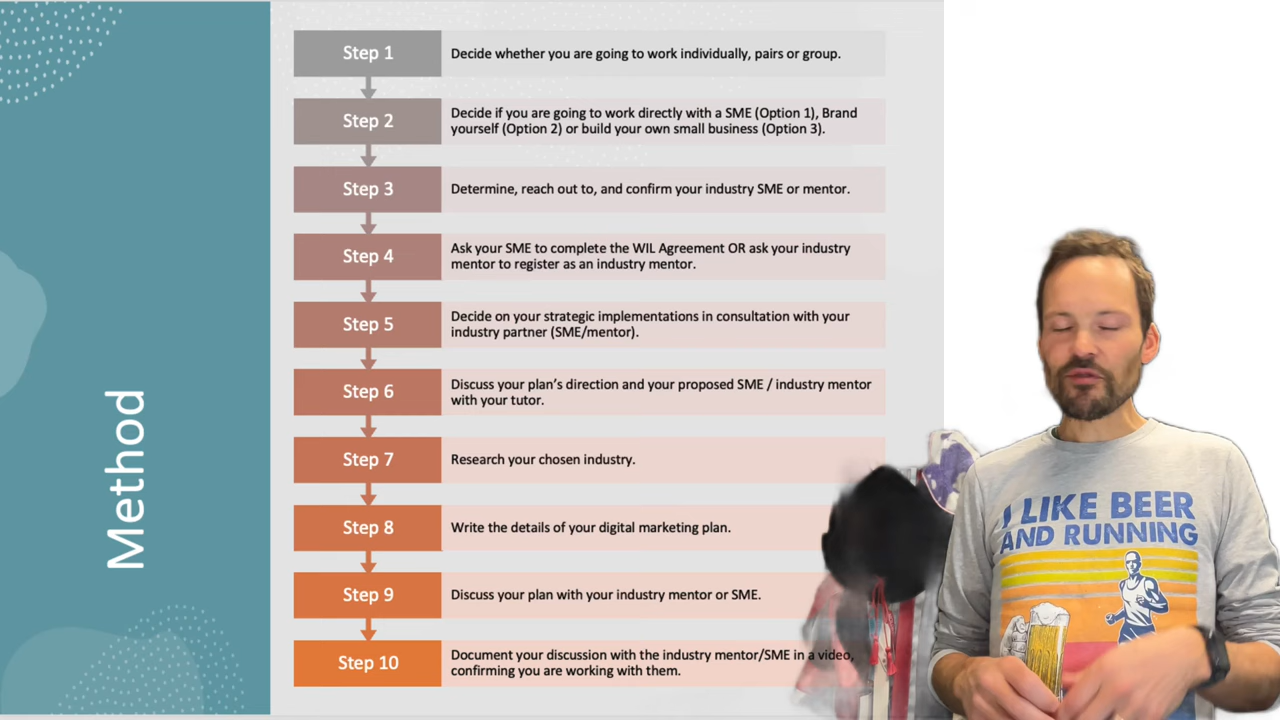 Method
Step 1
Decide whether you are going to work individually, pairs or group.
Step 2
Decide if you are going to work directly with a SME (Option 1), Brand
yourself (Option 2) or build your own small business (Option 3).
Step 3
Determine, reach out to, and confirm your industry SME or mentor.
Step 4
Ask your SME to complete the WIL Agreement OR ask your industry
mentor to register as an industry mentor.
Step 5
Decide on your strategic implementations in consultation with your
industry partner (SME/mentor).
Step 6
Discuss your plan’s direction and your proposed SME / industry mentor
with your tutor.
Step 7
Research your chosen industry.
Step 8
Write the details of your digital marketing plan.
Step 9
Discuss your plan with your industry mentor or SME.
Step 10
Document your discussion with the industry mentor/SME in a video,
confirming you are working with them.
I LIKE BEER
AND RUNNING